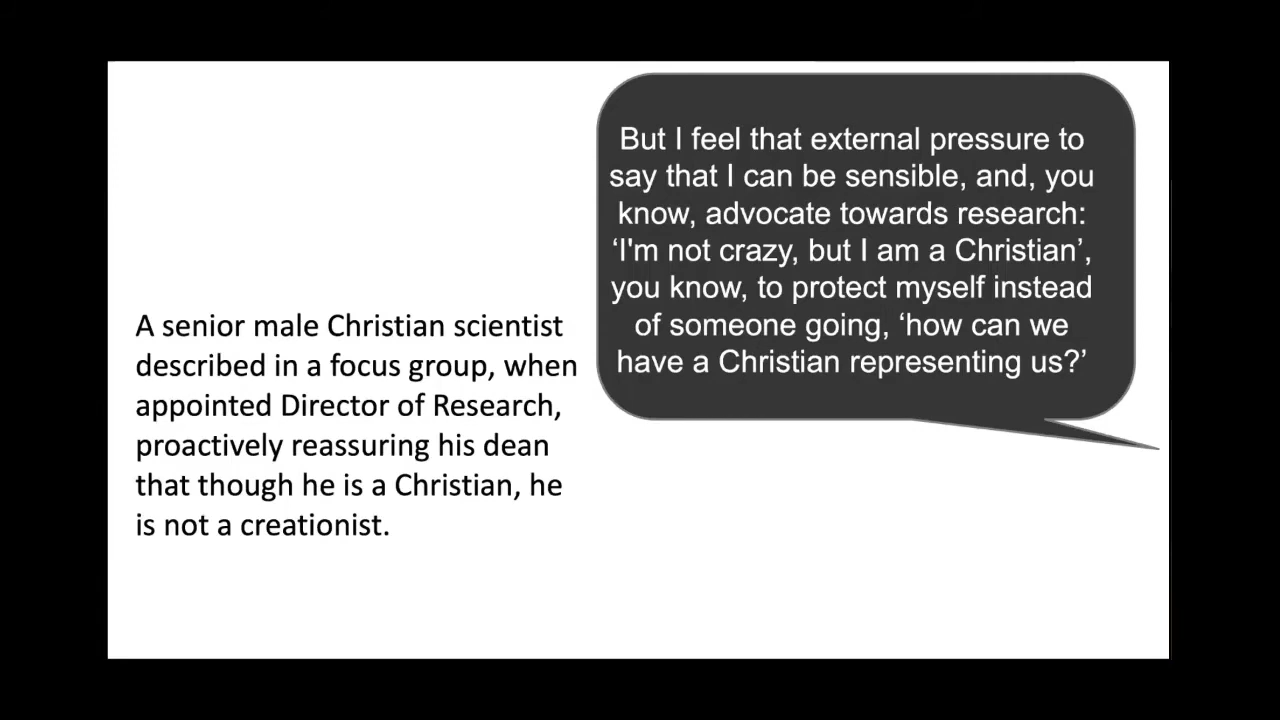 A senior male Christian scientist
described in a focus group, when
appointed Director of Research,
proactively reassuring his dean
that though he is a Christian, he
is not a creationist.
But I feel that external pressure to
say that I can be sensible, and, you
know, advocate towards research:
‘I'm not crazy, but I am a Christian’,
you know, to protect myself instead
of someone going, ‘how can we
have a Christian representing us?’